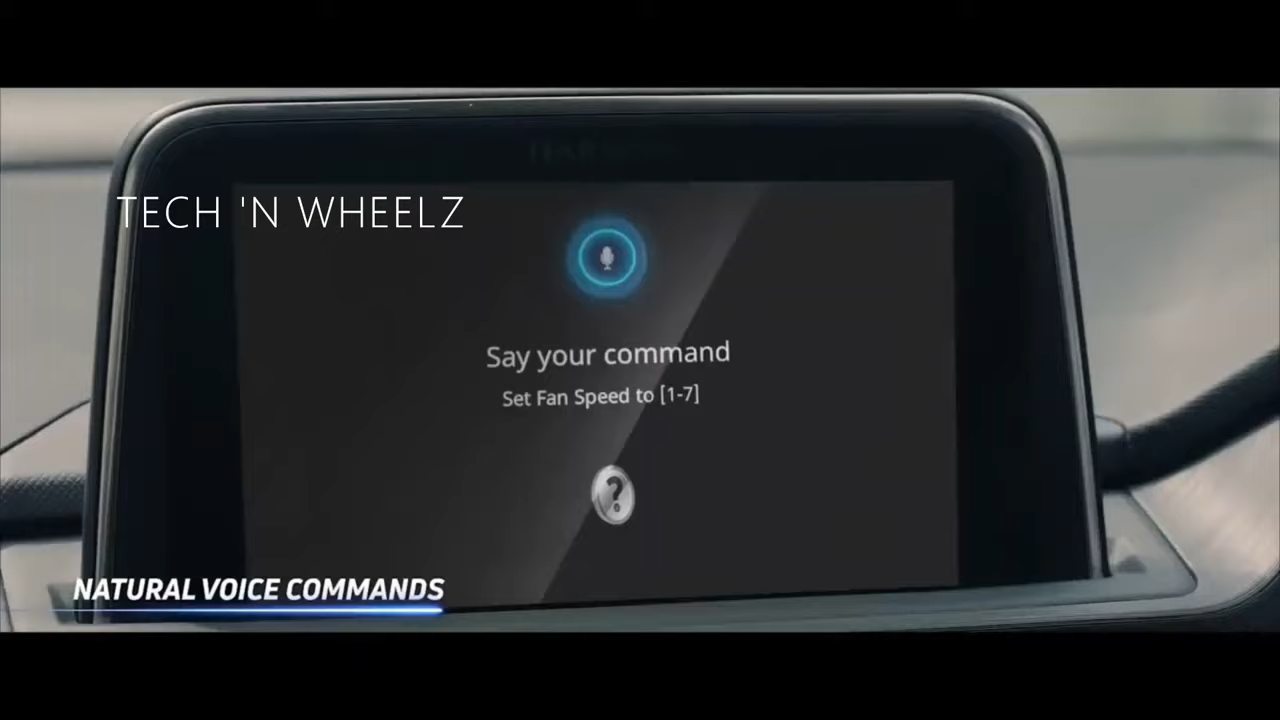 TECH 'N WHEELZ
Say your command
Set Fan Speed to [1-7]
?
NATURAL VOICE COMMANDS